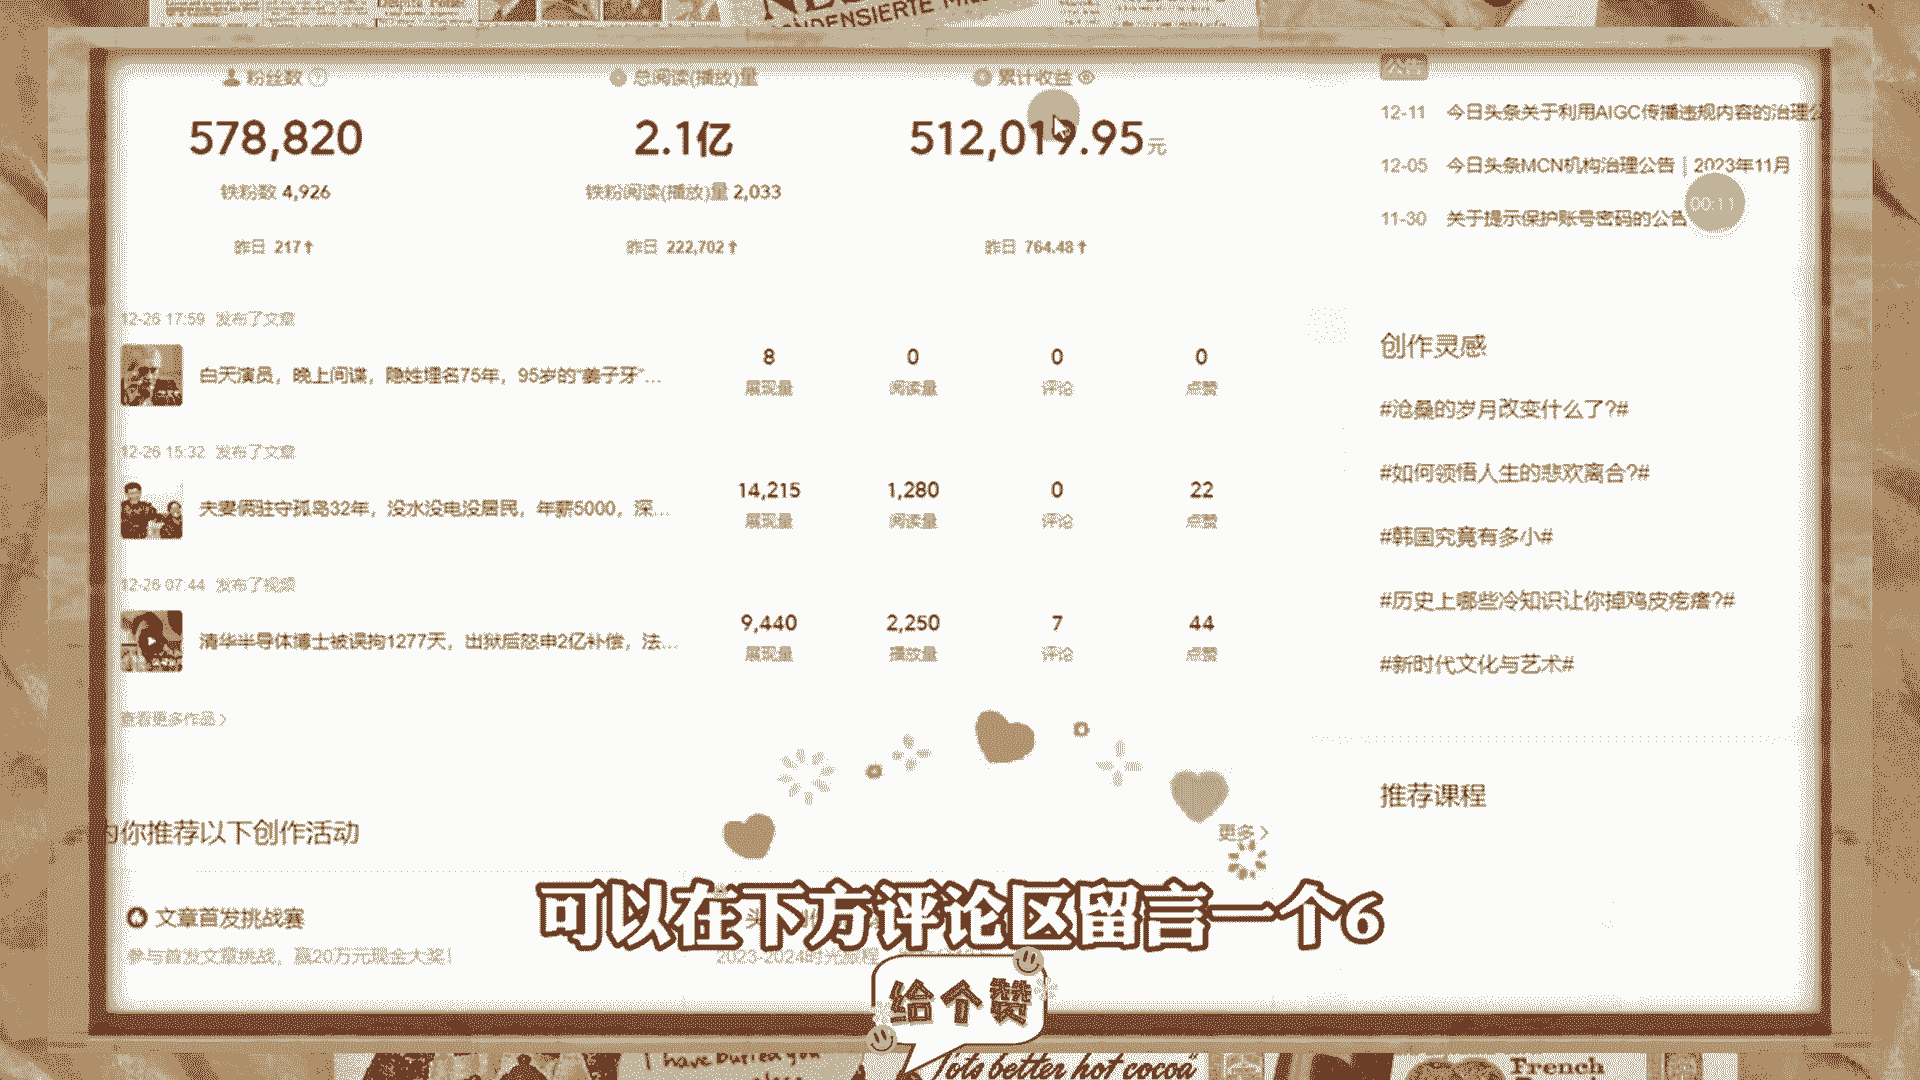 ONDENSIERTE MIL
粉丝数
578,820
铁粉数 4,926
昨日 217↑
总阅读(播放)量
2.1亿
铁粉阅读(播放)量 2,033
昨日 222,702↑
累计收益
512,019.95元
昨日 764.48↑
公告
12-11 今日头条关于利用AIGC传播违规内容的治理公
12-05 今日头条MCN机构治理公告｜2023年11月
11-30 关于提示保护账号密码的公告
00:11
12-26 17:59 发布了文章
白天演员，晚上间谍，隐姓埋名75年，95岁的“姜子牙”...
8 0 0 0
展现量 阅读量 评论 点赞
12-26 15:32 发布了文章
夫妻俩驻守孤岛32年，没水没电没居民，年薪5000，深...
14,215 1,280 0 22
展现量 阅读量 评论 点赞
12-26 07:44 发布了视频
清华半导体博士被误拘1277天，出狱后怒申2亿补偿，法...
9,440 2,250 7 44
展现量 播放量 评论 点赞
查看更多作品 >
创作灵感
#沧桑的岁月改变什么了?#
#如何领悟人生的悲欢离合?#
#韩国究竟有多小#
#历史上哪些冷知识让你掉鸡皮疙瘩?#
#新时代文化与艺术#
推荐课程
为你推荐以下创作活动
更多 >
文章首发挑战赛
参与首发文章挑战，赢20万元现金大奖！
2023-2024时光旅程
可以在下方评论区留言一个6
给个赞
I have buried you
Tots better hot cocoa"
French